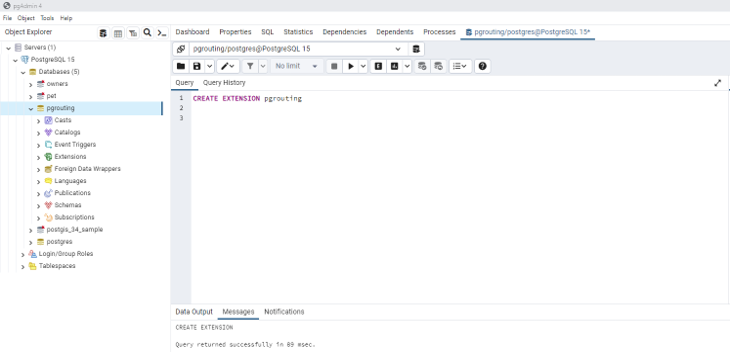 pgAdmin 4
File Object Tools Help
Object Explorer
Dashboard Properties SQL Statistics Dependencies Dependents Processes pgrouting/postgres@PostgreSQL 15*
Servers (1)
pgrouting/postgres@PostgreSQL 15
PostgreSQL 15
No limit
Databases (5)
owners
Query Query History
pet
1 CREATE EXTENSION pgrouting
pgrouting
2
Casts
3
Catalogs
Event Triggers
Extensions
Foreign Data Wrappers
Languages
Publications
Schemas
Subscriptions
postgis_34_sample
postgres
Login/Group Roles
Tablespaces
Data Output Messages Notifications
CREATE EXTENSION
Query returned successfully in 89 msec.